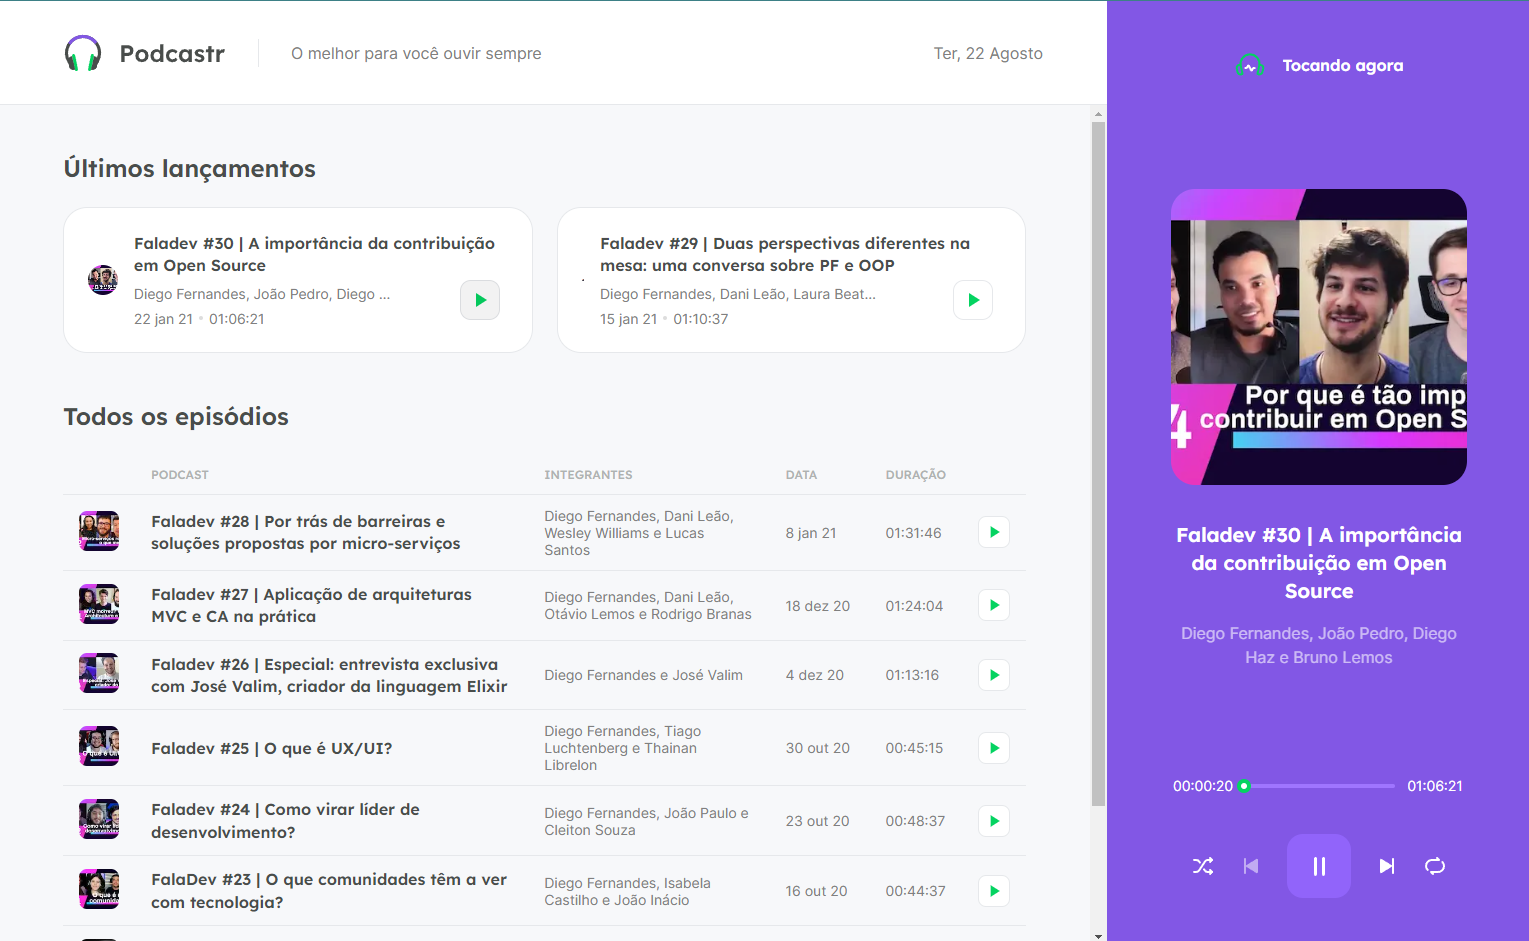 Podcastr
O melhor para você ouvir sempre
Ter, 22 Agosto
Últimos lançamentos
Faladev #30 | A importância da contribuição
em Open Source
Diego Fernandes, João Pedro, Diego ...
22 jan 21 • 01:06:21
Faladev #29 | Duas perspectivas diferentes na
mesa: uma conversa sobre PF e OOP
Diego Fernandes, Dani Leão, Laura Beat...
15 jan 21 • 01:10:37
Todos os episódios
PODCAST INTEGRANTES DATA DURAÇÃO
Faladev #28 | Por trás de barreiras e
soluções propostas por micro-serviços
Diego Fernandes, Dani Leão,
Wesley Williams e Lucas
Santos
8 jan 21
01:31:46
Faladev #27 | Aplicação de arquiteturas
MVC e CA na prática
Diego Fernandes, Dani Leão,
Otávio Lemos e Rodrigo Branas
18 dez 20
01:24:04
Faladev #26 | Especial: entrevista exclusiva
com José Valim, criador da linguagem Elixir
Diego Fernandes e José Valim
4 dez 20
01:13:16
Faladev #25 | O que é UX/UI?
Diego Fernandes, Tiago
Luchtenberg e Thainan
Librelon
30 out 20
00:45:15
Faladev #24 | Como virar líder de
desenvolvimento?
Diego Fernandes, João Paulo e
Cleiton Souza
23 out 20
00:48:37
FalaDev #23 | O que comunidades têm a ver
com tecnologia?
Diego Fernandes, Isabela
Castilho e João Inácio
16 out 20
00:44:37
Tocando agora
Por que é tão imp
4 contribuir em Open S
Faladev #30 | A importância
da contribuição em Open
Source
Diego Fernandes, João Pedro, Diego
Haz e Bruno Lemos
00:00:20
01:06:21